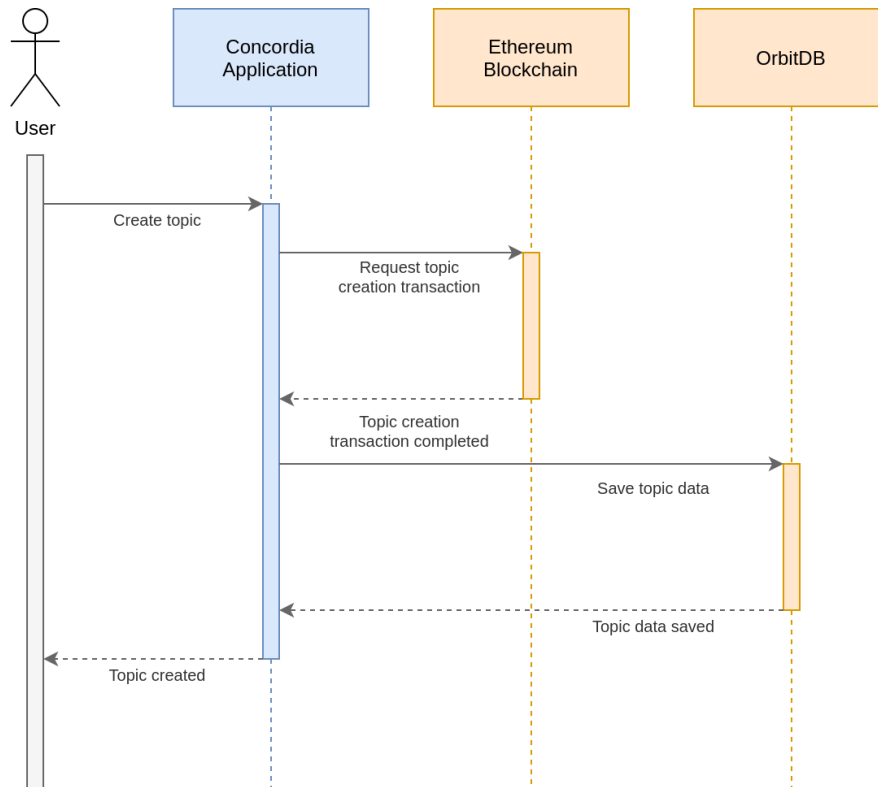 Concordia
Application
Ethereum
Blockchain
OrbitDB
User
Create topic
Request topic
creation transaction
Topic creation
transaction completed
Save topic data
Topic data saved
Topic created